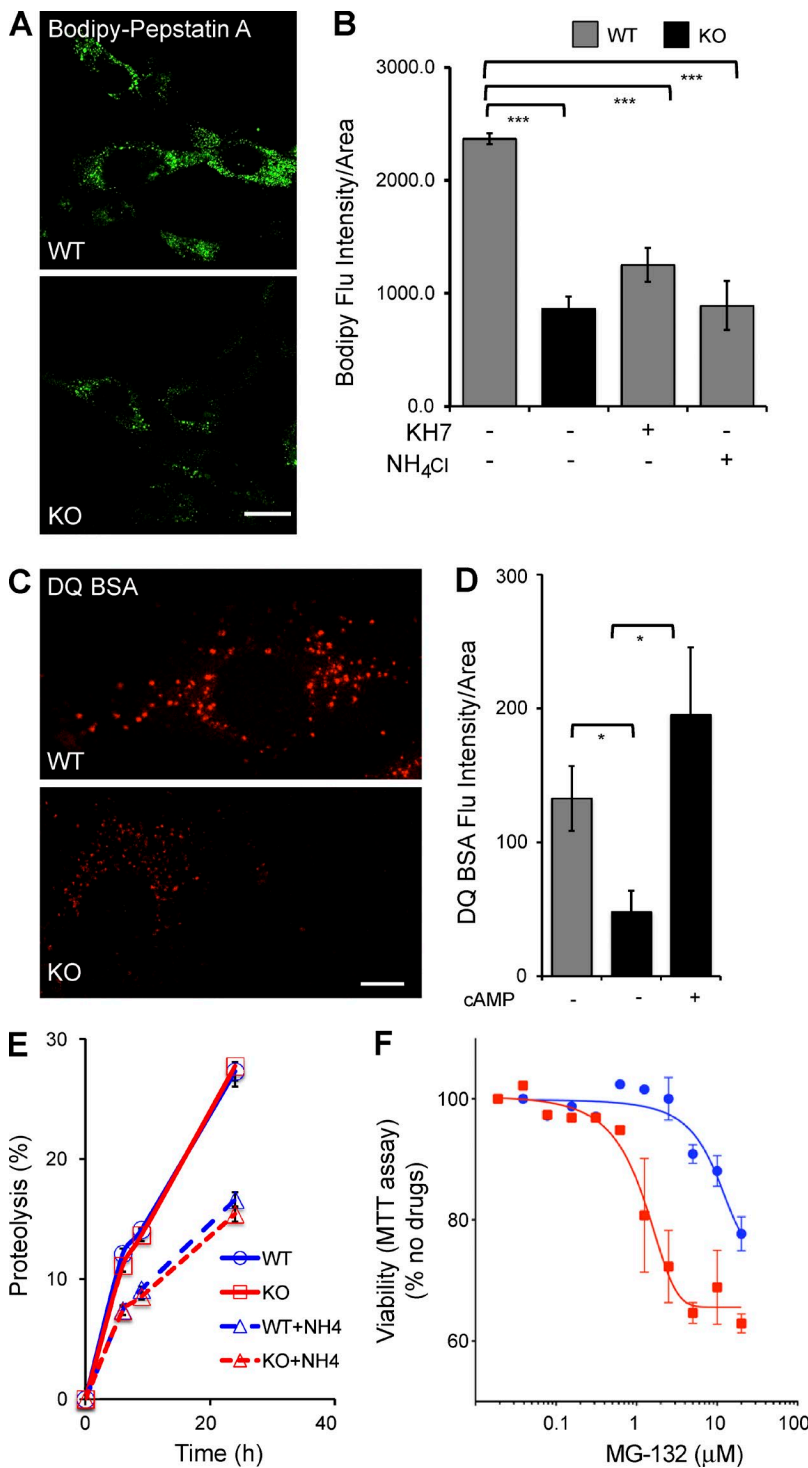 A
Bodipy-Pepstatin A
WT
KO
B
WT KO
Bodipy Flu Intensity/Area
3000.0
2000.0
1000.0
0.0
***
***
***
KH7 - - + -
NH4Cl - - - +
C
DQ BSA
WT
KO
D
DQ BSA Flu Intensity/Area
300
200
100
0
*
*
cAMP - - +
E
Proteolysis (%)
30
20
10
0
0 20 40
Time (h)
WT
KO
WT+NH4
KO+NH4
F
Viability (MTT assay)
(% no drugs)
100
80
60
0.1 1 10 100
MG-132 (μM)